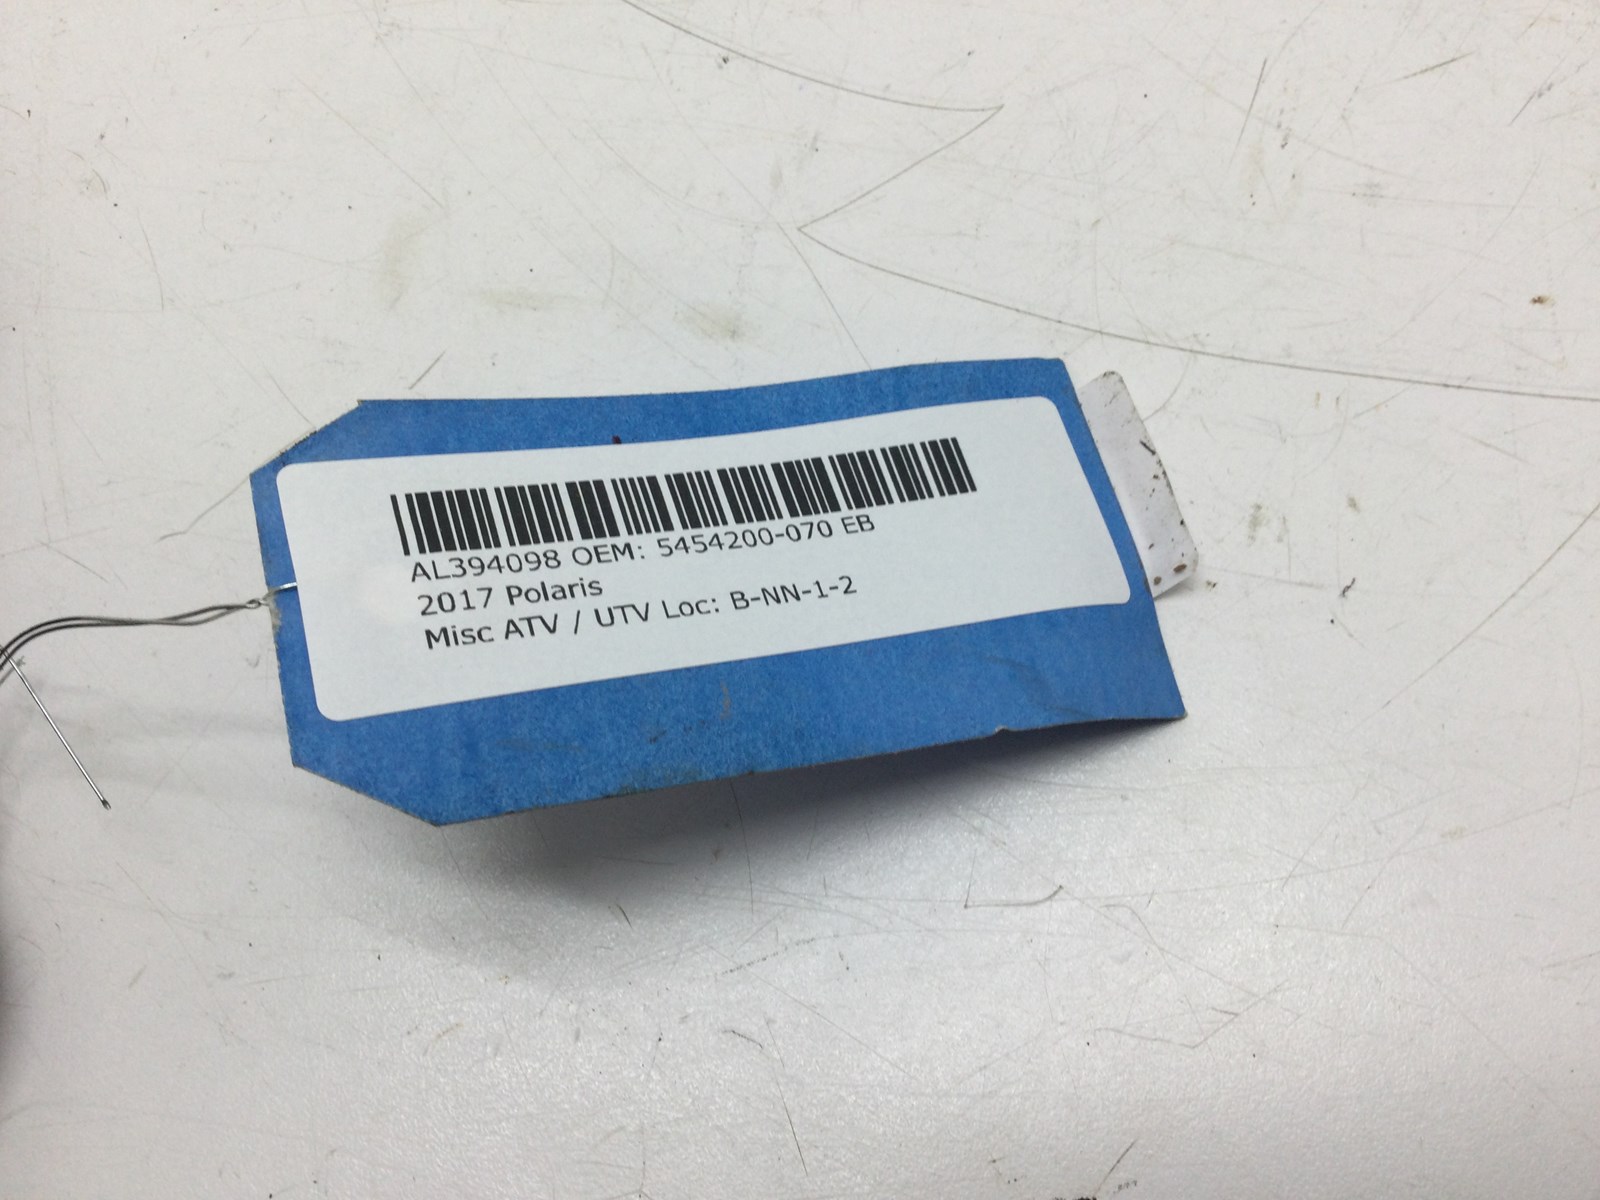 AL394098 OEM: 5454200-070 EB
2017 Polaris
Misc ATV / UTV Loc: B-NN-1-2